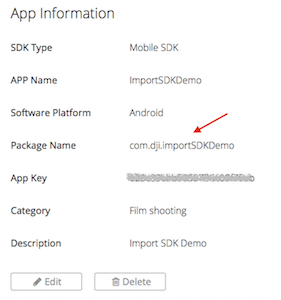 App Information
SDK Type Mobile SDK
APP Name ImportSDKDemo
Software Platform Android
Package Name com.dji.importSDKDemo
App Key
Category Film shooting
Description Import SDK Demo
Edit Delete